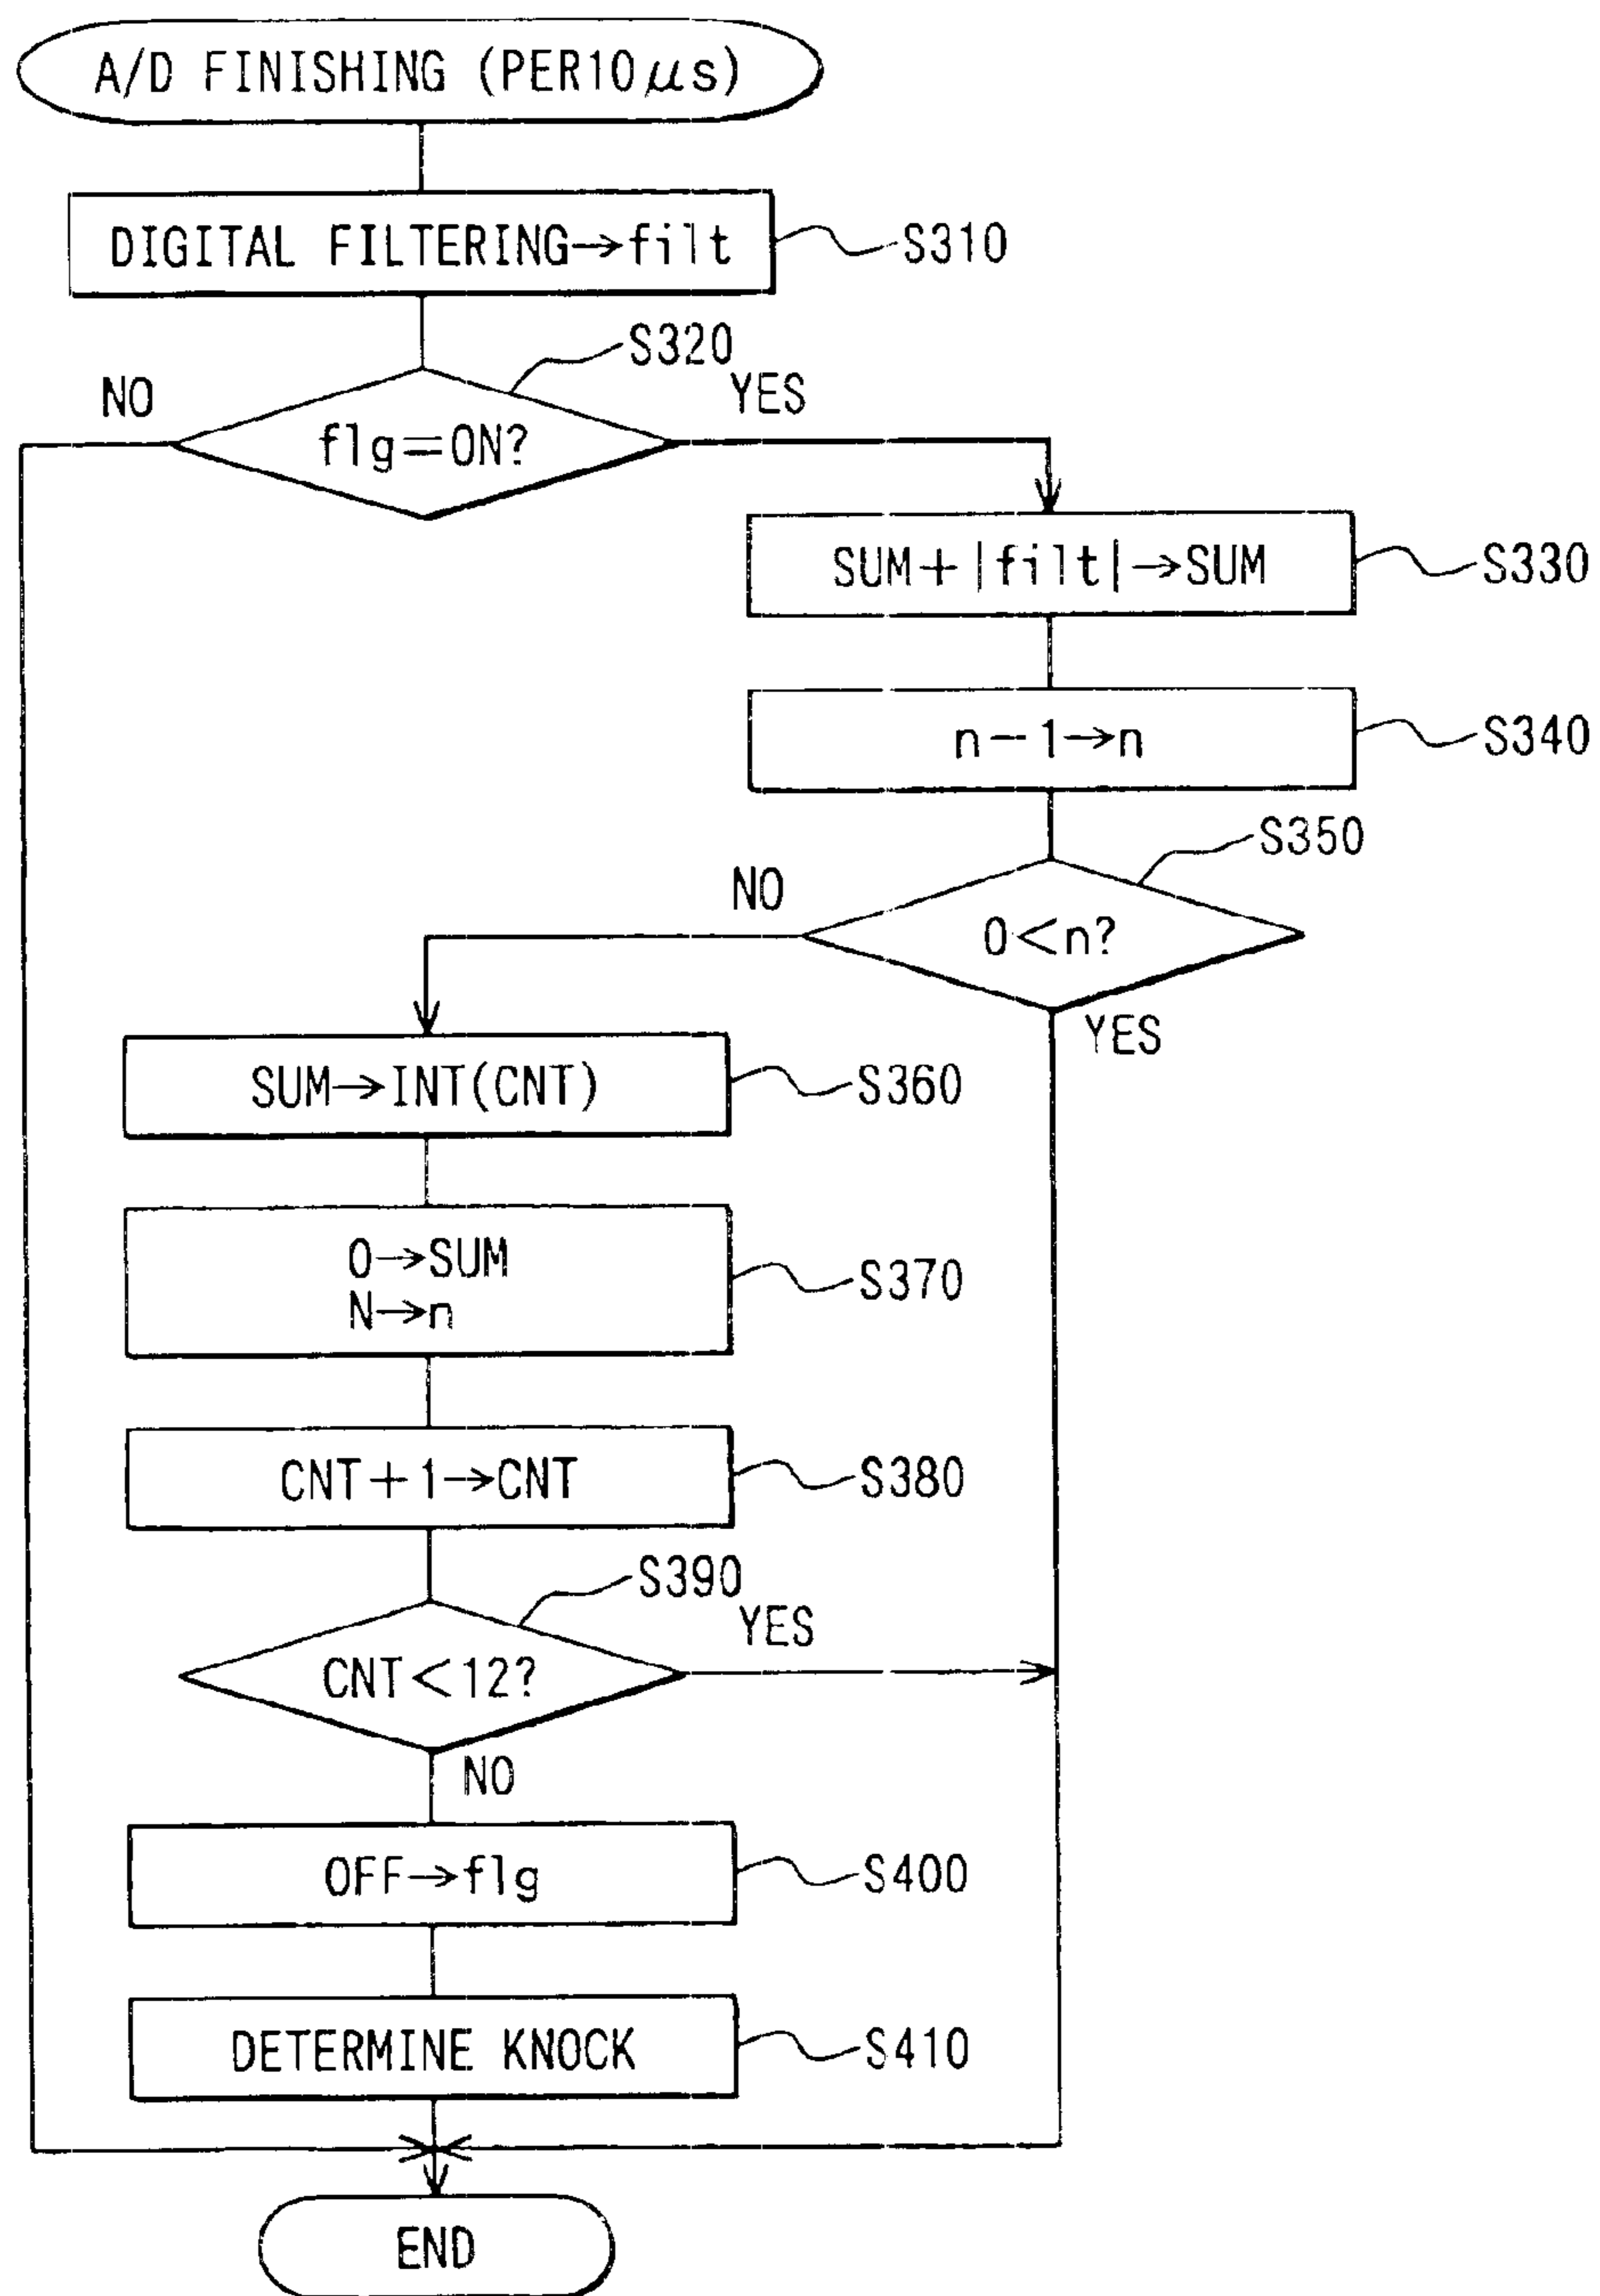 A/D FINISHING (PER10μs)
DIGITAL FILTERING→filt
S310
S320
NO
YES
flg=ON?
SUM+|filt|→SUM
S330
n-1→n
S340
S350
NO
0<n?
YES
SUM→INT(CNT)
S360
0→SUM
N→n
S370
CNT+1→CNT
S380
S390
YES
CNT<12?
NO
OFF→flg
S400
DETERMINE KNOCK
S410
END